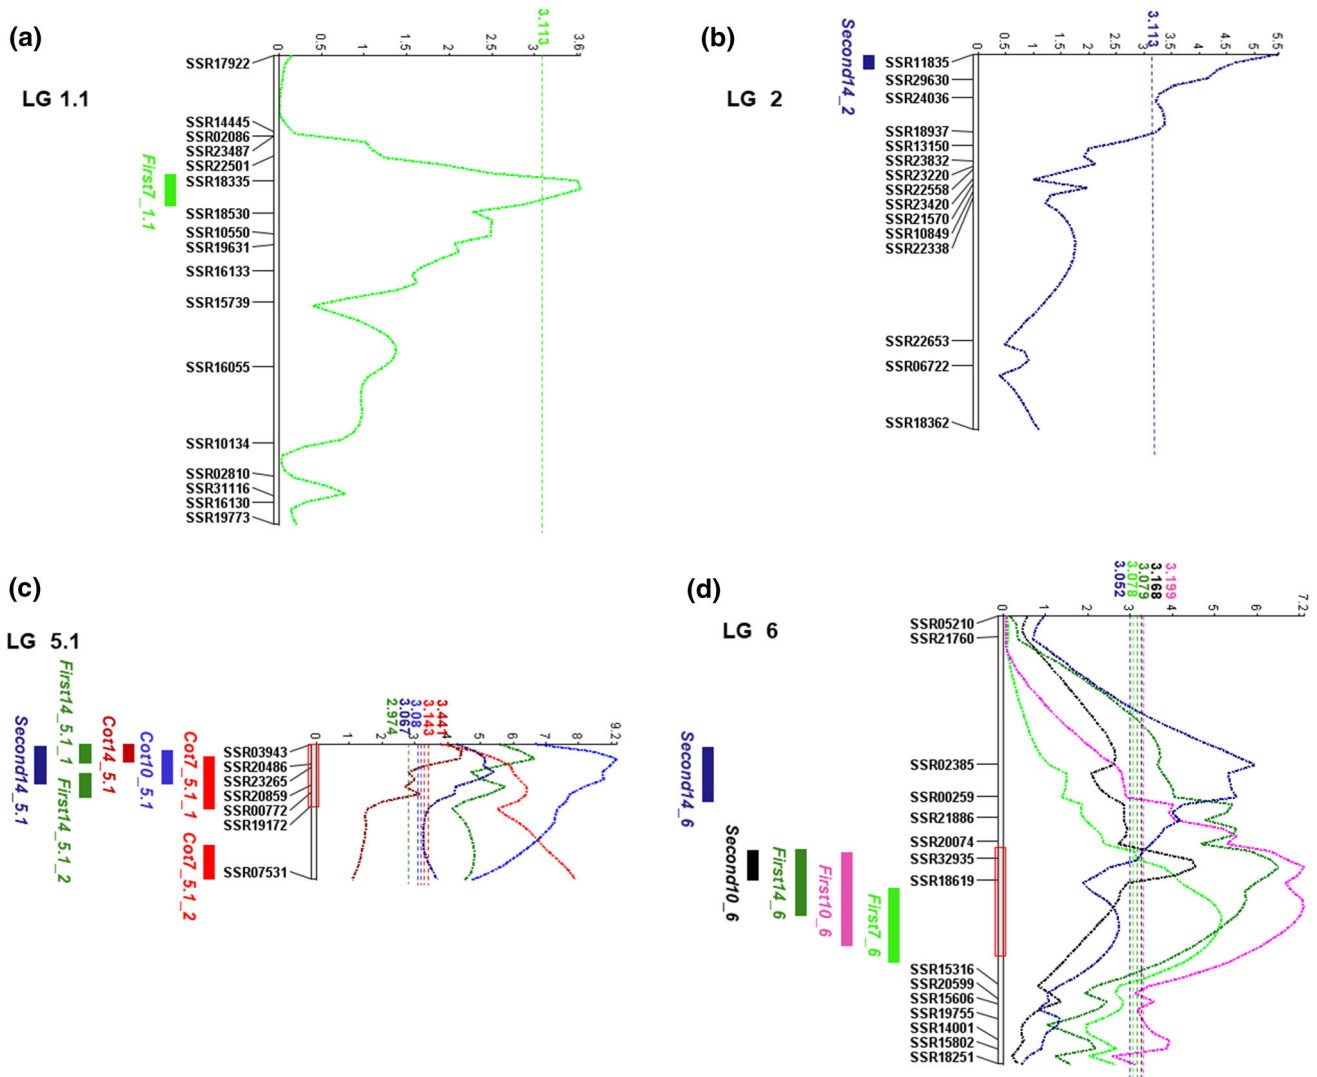 (a)
LG 1.1
First7_1.1
3.113
0 0.5 1 1.5 2 2.5 3 3.6
SSR17922
SSR14445
SSR02086
SSR23487
SSR22501
SSR18335
SSR18530
SSR10550
SSR19631
SSR16133
SSR15739
SSR16055
SSR10134
SSR02810
SSR31116
SSR16130
SSR19773
(b)
LG 2
Second14_2
3.113
0 0.5 1 1.5 2 2.5 3 3.5 4 4.5 5 5.5
SSR11835
SSR29630
SSR24036
SSR18937
SSR13150
SSR23832
SSR23220
SSR22558
SSR23420
SSR21570
SSR10849
SSR22338
SSR22653
SSR06722
SSR18362
(c)
LG 5.1
Second14_5.1
First14_5.1_1
First14_5.1_2
Cot14_5.1
Cot10_5.1
Cot7_5.1_1
Cot7_5.1_2
2.974
3.067
3.08
3.143
3.441
0 1 2 3 4 5 6 7 8 9.2
SSR03943
SSR20486
SSR23265
SSR20859
SSR00772
SSR19172
SSR07531
(d)
LG 6
Second14_6
Second10_6
First14_6
First10_6
First7_6
3.052
3.078
3.079
3.168
3.199
0 1 2 3 4 5 6 7.2
SSR05210
SSR21760
SSR02385
SSR00259
SSR21886
SSR20074
SSR32935
SSR18619
SSR15316
SSR20599
SSR15606
SSR19755
SSR14001
SSR15802
SSR18251